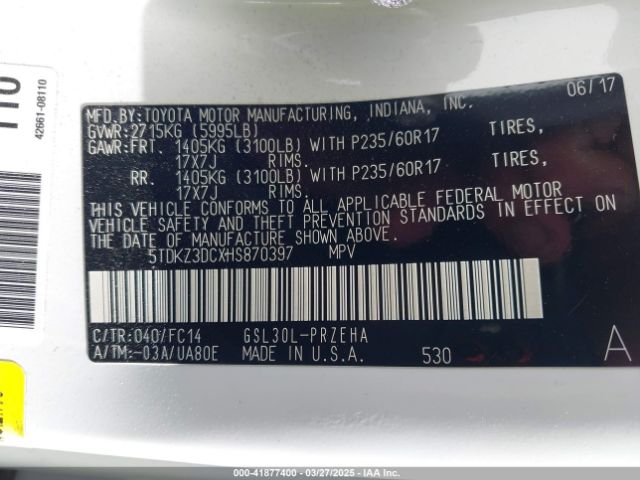 110
42661-08110
MFD.BY:TOYOTA MOTOR MANUFACTURING, INDIANA, INC. 06/17
GVWR:2715KG (5995LB)
GAWR:FRT. 1405KG (3100LB) WITH P235/60R17 TIRES,
17X7J RIMS.
RR. 1405KG (3100LB) WITH P235/60R17 TIRES,
17X7J RIMS.
THIS VEHICLE CONFORMS TO ALL APPLICABLE FEDERAL MOTOR
VEHICLE SAFETY, BUMPER, AND THEFT PREVENTION STANDARDS IN EFFECT ON
THE DATE OF MANUFACTURE SHOWN ABOVE.
5TDKZ3DCXHS870397 MPV
C/TR:040/FC14 GSL30L-PRZEHA
A/TM:-03A/UA80E MADE IN U.S.A. 530 A
000-41877400 - 03/27/2025 - IAA Inc.